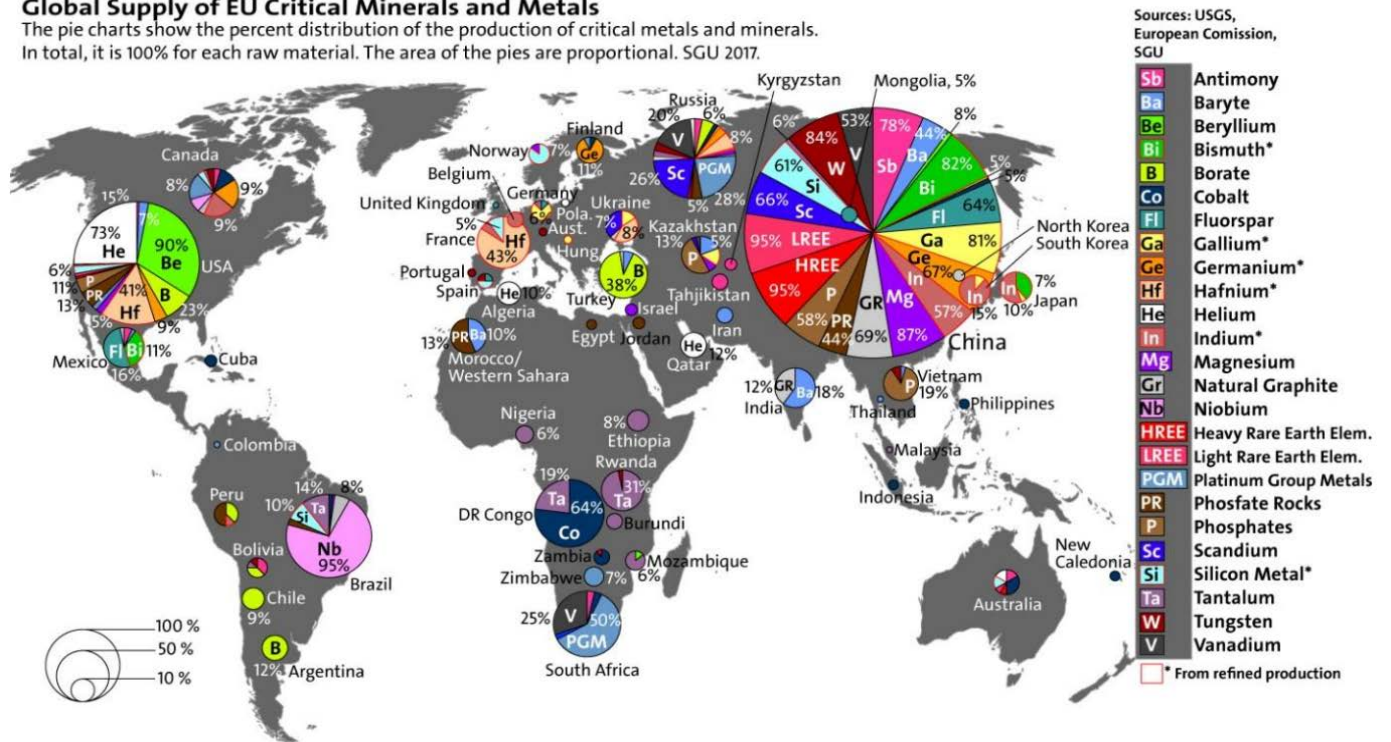 Global Supply of EU Critical Minerals and Metals
The pie charts show the percent distribution of the production of critical metals and minerals.
In total, it is 100% for each raw material. The area of the pies are proportional. SGU 2017.
Sources: USGS,
European Comission,
SGU
Sb Antimony
Ba Baryte
Be Beryllium
Bi Bismuth*
B Borate
Co Cobalt
Fl Fluorspar
Ga Gallium*
Ge Germanium*
Hf Hafnium*
He Helium
In Indium*
Mg Magnesium
Gr Natural Graphite
Nb Niobium
HREE Heavy Rare Earth Elem.
LREE Light Rare Earth Elem.
PGM Platinum Group Metals
PR Phosfate Rocks
P Phosphates
Sc Scandium
Si Silicon Metal*
Ta Tantalum
W Tungsten
V Vanadium
* From refined production
Canada
8%
9%
9%
15%
7%
73%
He
90%
Be
USA
6%
11%
P
PR
13%
5%
41%
Hf
B
23%
9%
Mexico
Fl
Bi
11%
16%
Cuba
Colombia
Peru
Bolivia
Chile
9%
B
12%
Argentina
14%
8%
10%
Si
Ta
Nb
95%
Brazil
100 %
50 %
10 %
Norway
7%
Finland
Ge
11%
Belgium
Germany
6%
United Kingdom
5%
France
Hf
43%
Pola.
Aust.
Hung.
Ukraine
7%
8%
Portugal
Spain
He
10%
Algeria
B
38%
Turkey
Israel
Jordan
Egypt
PR
Ba
10%
13%
Morocco/
Western Sahara
Nigeria
6%
8%
Ethiopia
Rwanda
31%
Ta
19%
Ta
64%
Co
DR Congo
Burundi
Zambia
Mozambique
6%
Zimbabwe
7%
25%
V
50%
PGM
South Africa
Russia
20%
6%
V
8%
Sc
PGM
26%
28%
5%
Kazakhstan
13%
5%
P
Kyrgyzstan
Tajikistan
Iran
He
12%
Qatar
12%
GR
Ba
18%
India
Mongolia, 5%
6%
53%
V
84%
W
78%
Sb
44%
Ba
8%
82%
Bi
5%
5%
64%
Fl
81%
Ga
Ge
67%
In
57%
87%
Mg
69%
GR
44%
PR
58%
P
95%
HREE
95%
LREE
66%
Sc
61%
Si
China
North Korea
South Korea
In
15%
In
7%
10%
Japan
Vietnam
P
19%
Thailand
Philippines
Malaysia
Indonesia
Australia
New
Caledonia